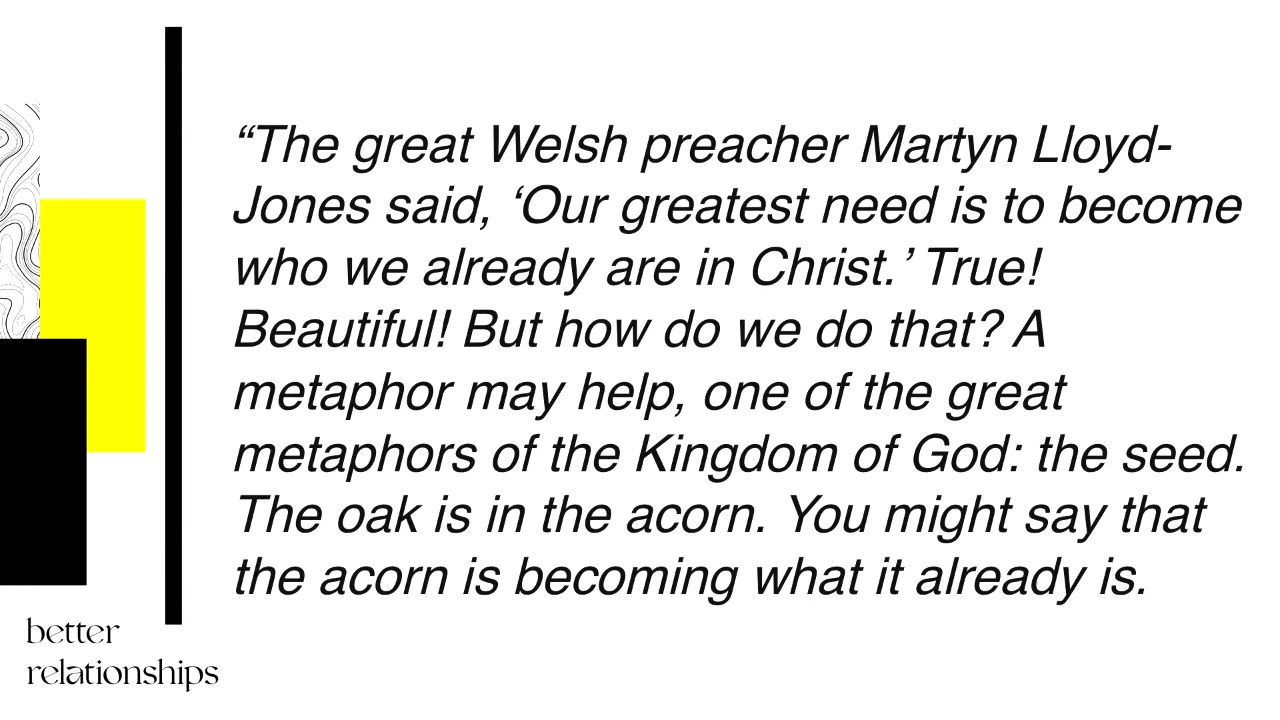 “The great Welsh preacher Martyn Lloyd-
Jones said, ‘Our greatest need is to become
who we already are in Christ.’ True!
Beautiful! But how do we do that? A
metaphor may help, one of the great
metaphors of the Kingdom of God: the seed.
The oak is in the acorn. You might say that
the acorn is becoming what it already is.
better
relationships